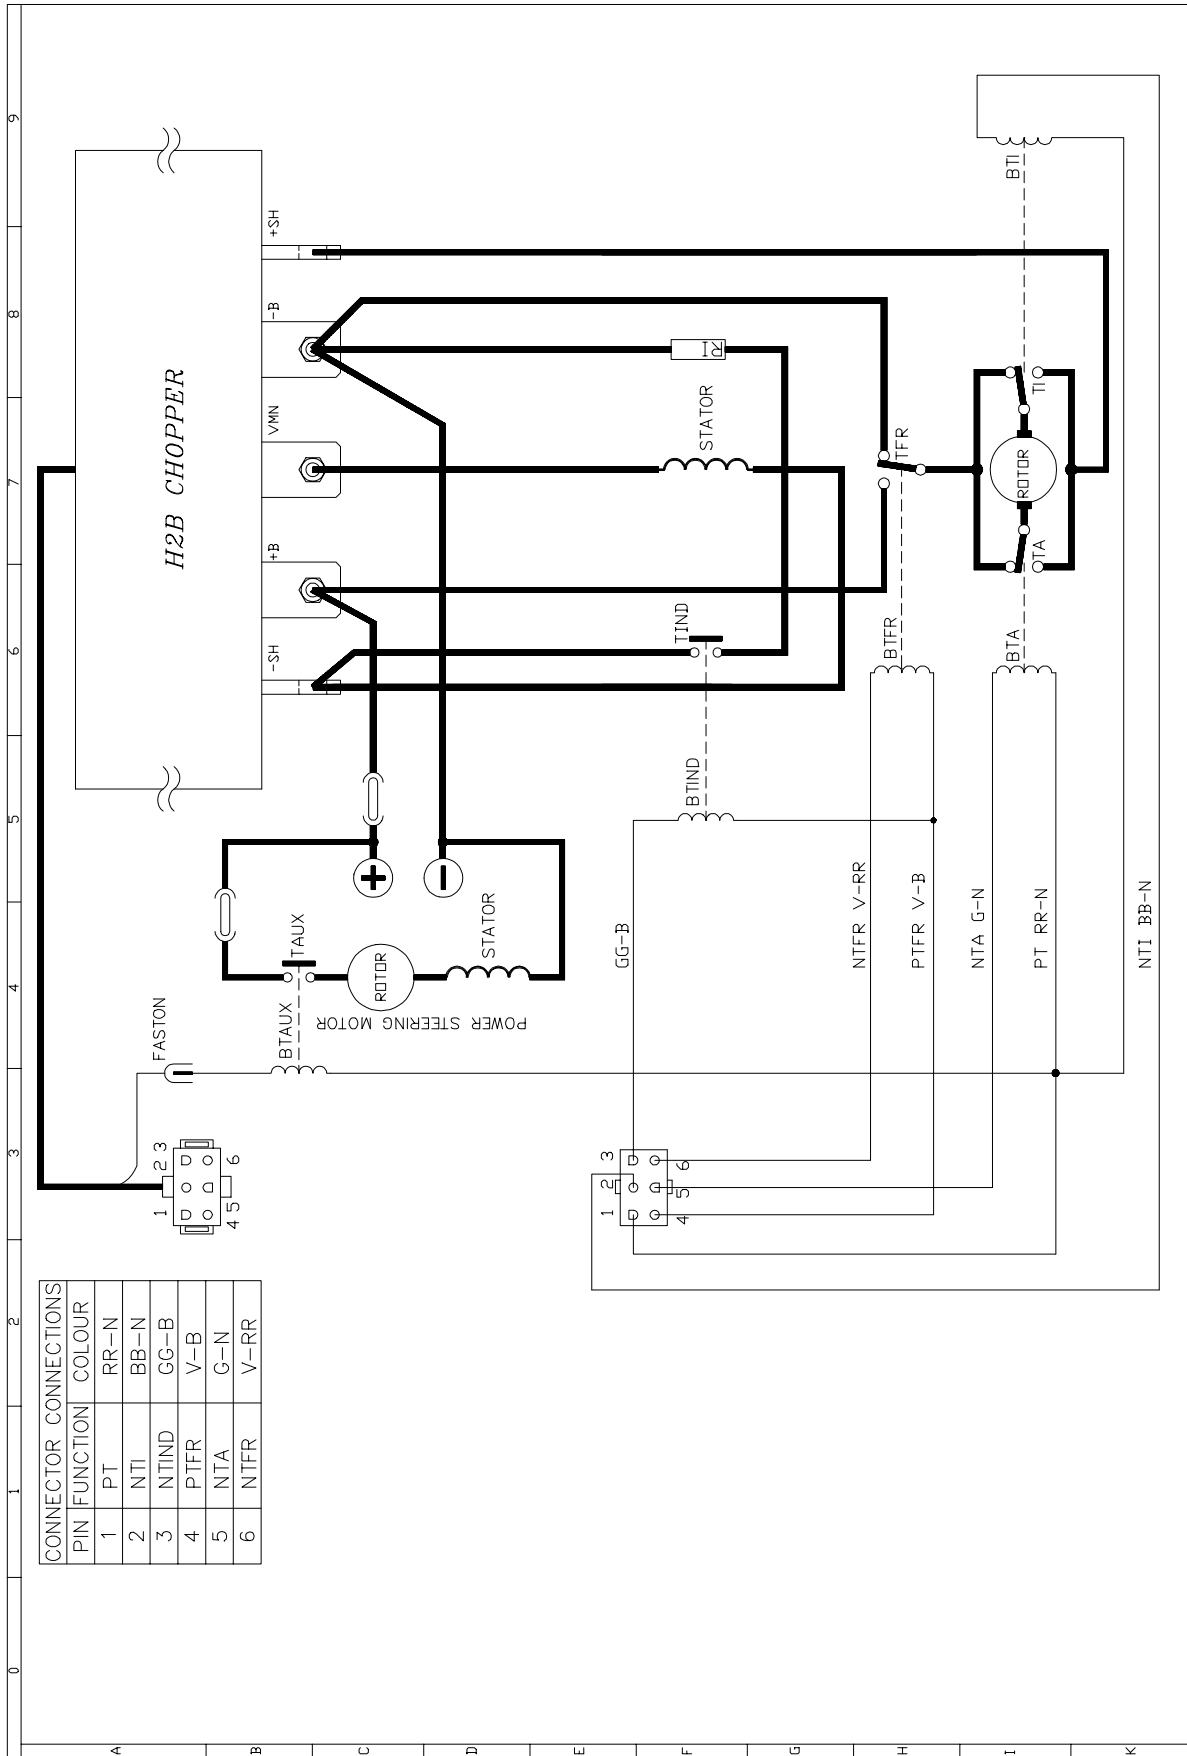 9
8
7
6
5
4
3
2
1
0
A
B
C
D
E
F
G
H
I
K
H2B CHOPPER
-SH
+B
VMN
-B
+SH
FASTON
BTAUX
TAUX
ROTOR
STATOR
POWER STEERING MOTOR
+
-
1 2 3
4 5 6
BTIND
TIND
STATOR
RI
BTFR
TFR
BTA
TA
ROTOR
TI
BTI
1 2 3
4 5 6
GG-B
NTFR V-RR
PTFR V-B
NTA G-N
PT RR-N
NTI BB-N
CONNECTOR CONNECTIONS
PIN FUNCTION COLOUR
1 PT RR-N
2 NTI BB-N
3 NTIND GG-B
4 PTFR V-B
5 NTA G-N
6 NTFR V-RR